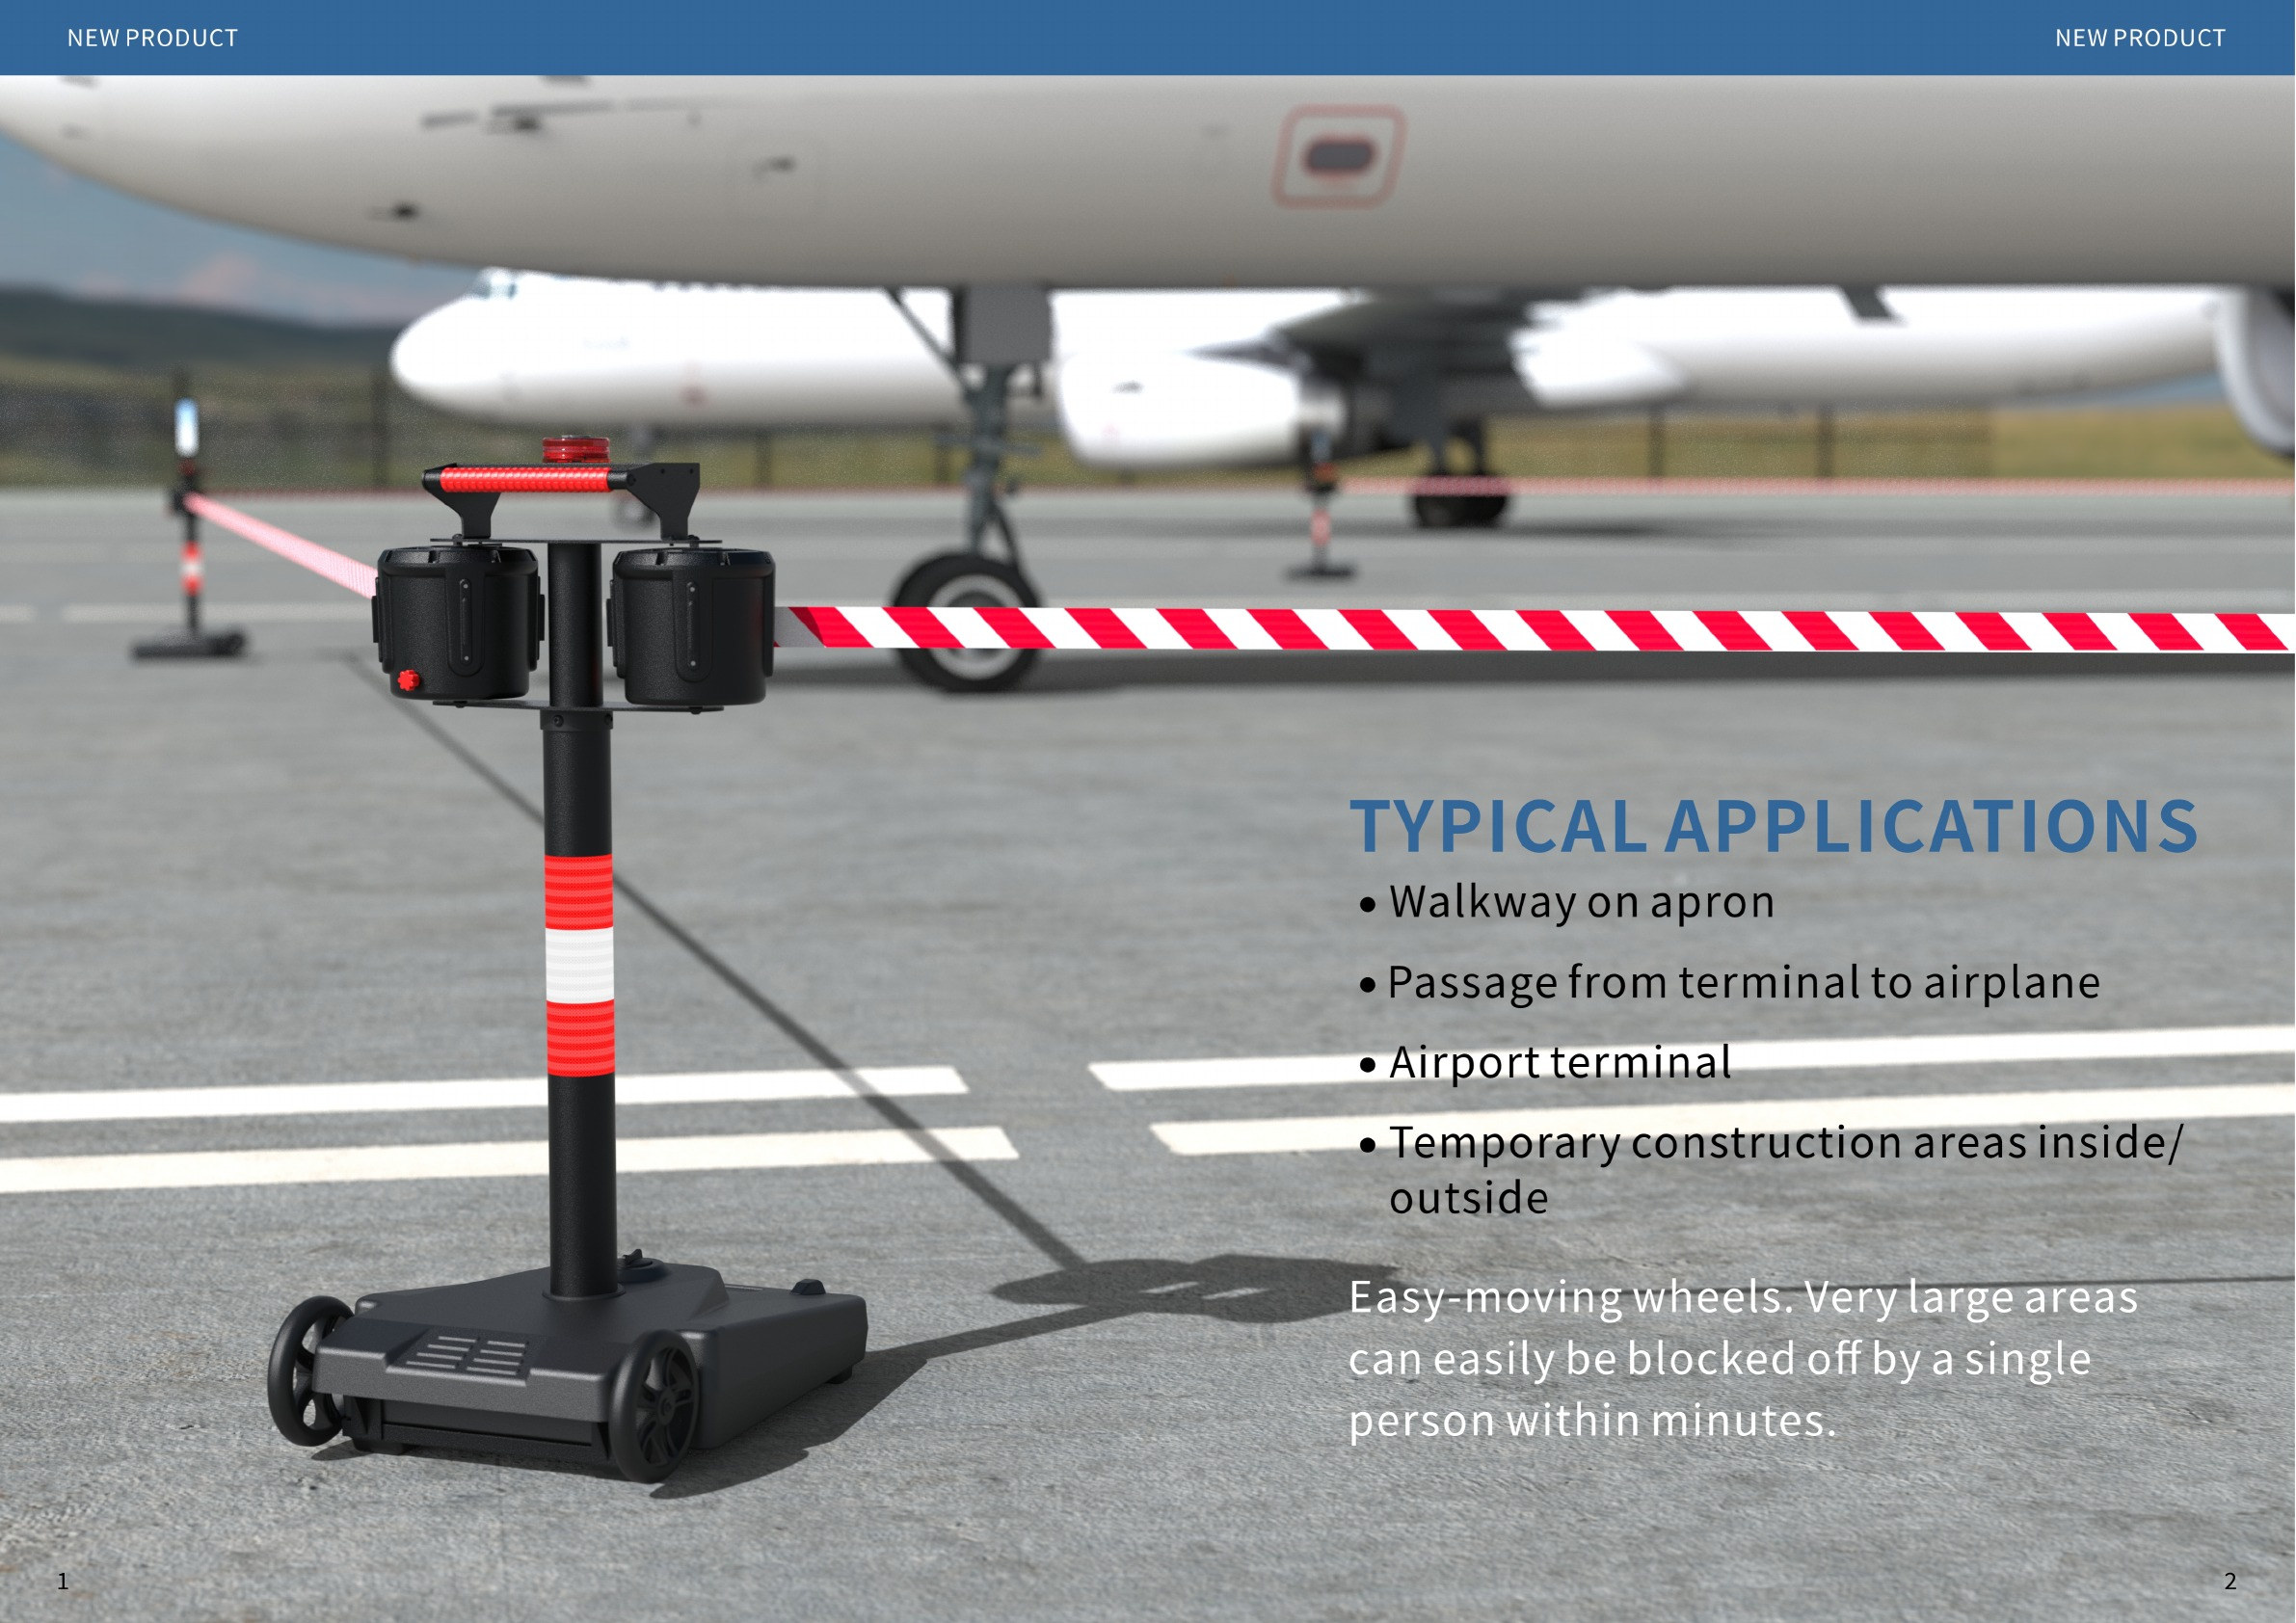 NEW PRODUCT
NEW PRODUCT
TYPICAL APPLICATIONS
• Walkway on apron
• Passage from terminal to airplane
• Airport terminal
• Temporary construction areas inside/
outside
Easy-moving wheels. Very large areas
can easily be blocked off by a single
person within minutes.
1
2